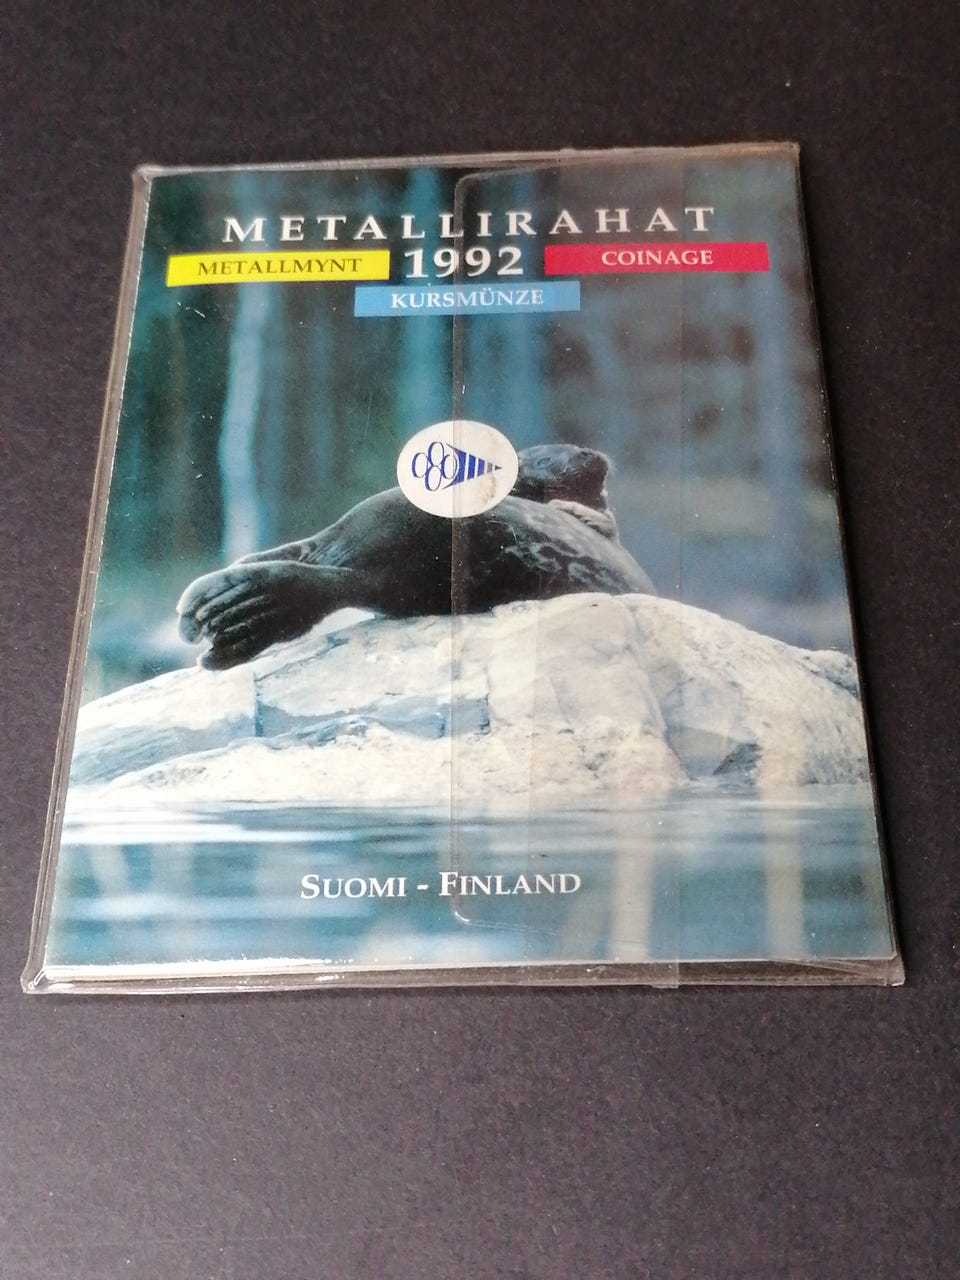 METALLIRAHAT
METALLMYNT 1992 COINAGE
KURSMÜNZE
SUOMI - FINLAND